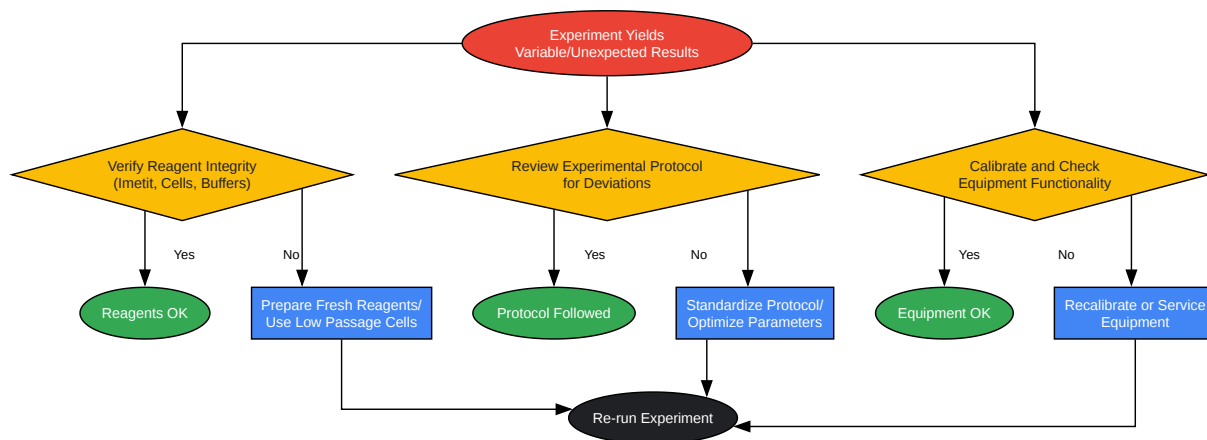 Experiment Yields
Variable/Unexpected Results
Verify Reagent Integrity
(Imetit, Cells, Buffers)
Review Experimental Protocol
for Deviations
Calibrate and Check
Equipment Functionality
Yes
No
Yes
No
Yes
No
Reagents OK
Prepare Fresh Reagents/
Use Low Passage Cells
Protocol Followed
Standardize Protocol/
Optimize Parameters
Equipment OK
Recalibrate or Service
Equipment
Re-run Experiment